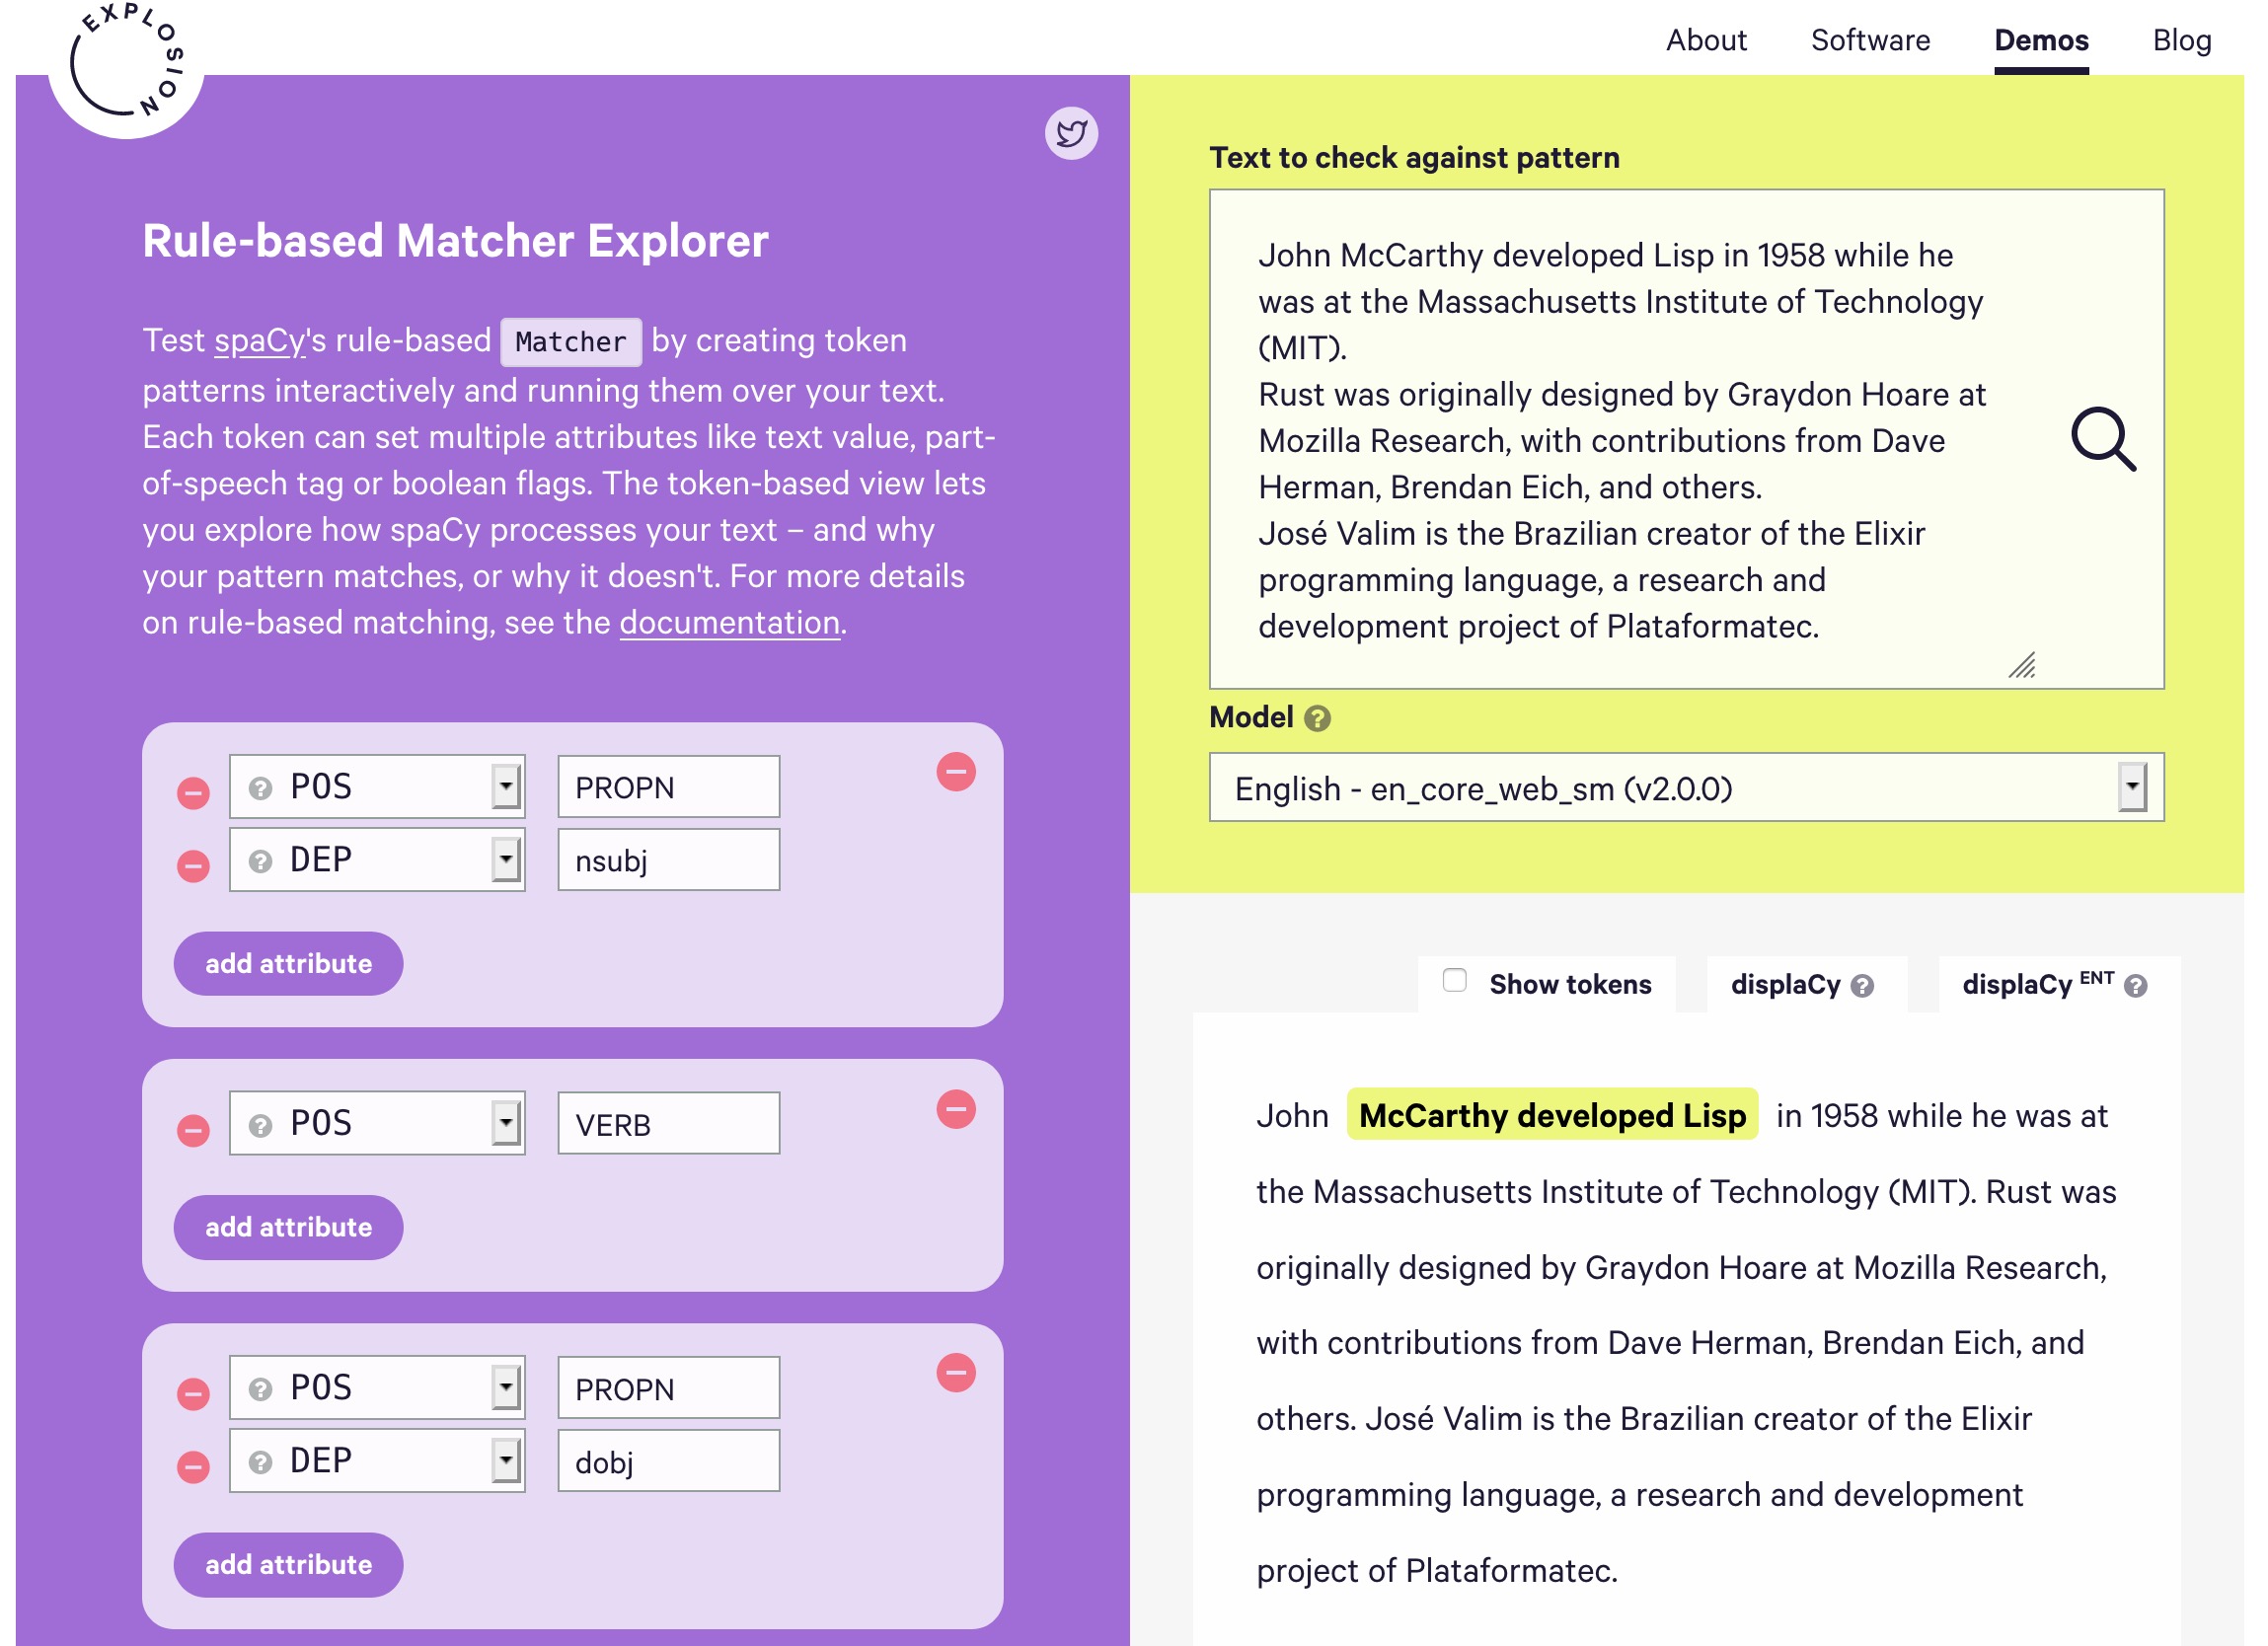 EXPLOSION
About Software Demos Blog
Rule-based Matcher Explorer
Test spaCy's rule-based Matcher by creating token
patterns interactively and running them over your text.
Each token can set multiple attributes like text value, part-
of-speech tag or boolean flags. The token-based view lets
you explore how spaCy processes your text – and why
your pattern matches, or why it doesn't. For more details
on rule-based matching, see the documentation.
? POS PROPN
? DEP nsubj
add attribute
? POS VERB
add attribute
? POS PROPN
? DEP dobj
add attribute
Text to check against pattern
John McCarthy developed Lisp in 1958 while he
was at the Massachusetts Institute of Technology
(MIT).
Rust was originally designed by Graydon Hoare at
Mozilla Research, with contributions from Dave
Herman, Brendan Eich, and others.
José Valim is the Brazilian creator of the Elixir
programming language, a research and
development project of Plataformatec.
Model ?
English - en_core_web_sm (v2.0.0)
Show tokens displaCy ? displaCy ENT ?
John McCarthy developed Lisp in 1958 while he was at
the Massachusetts Institute of Technology (MIT). Rust was
originally designed by Graydon Hoare at Mozilla Research,
with contributions from Dave Herman, Brendan Eich, and
others. José Valim is the Brazilian creator of the Elixir
programming language, a research and development
project of Plataformatec.